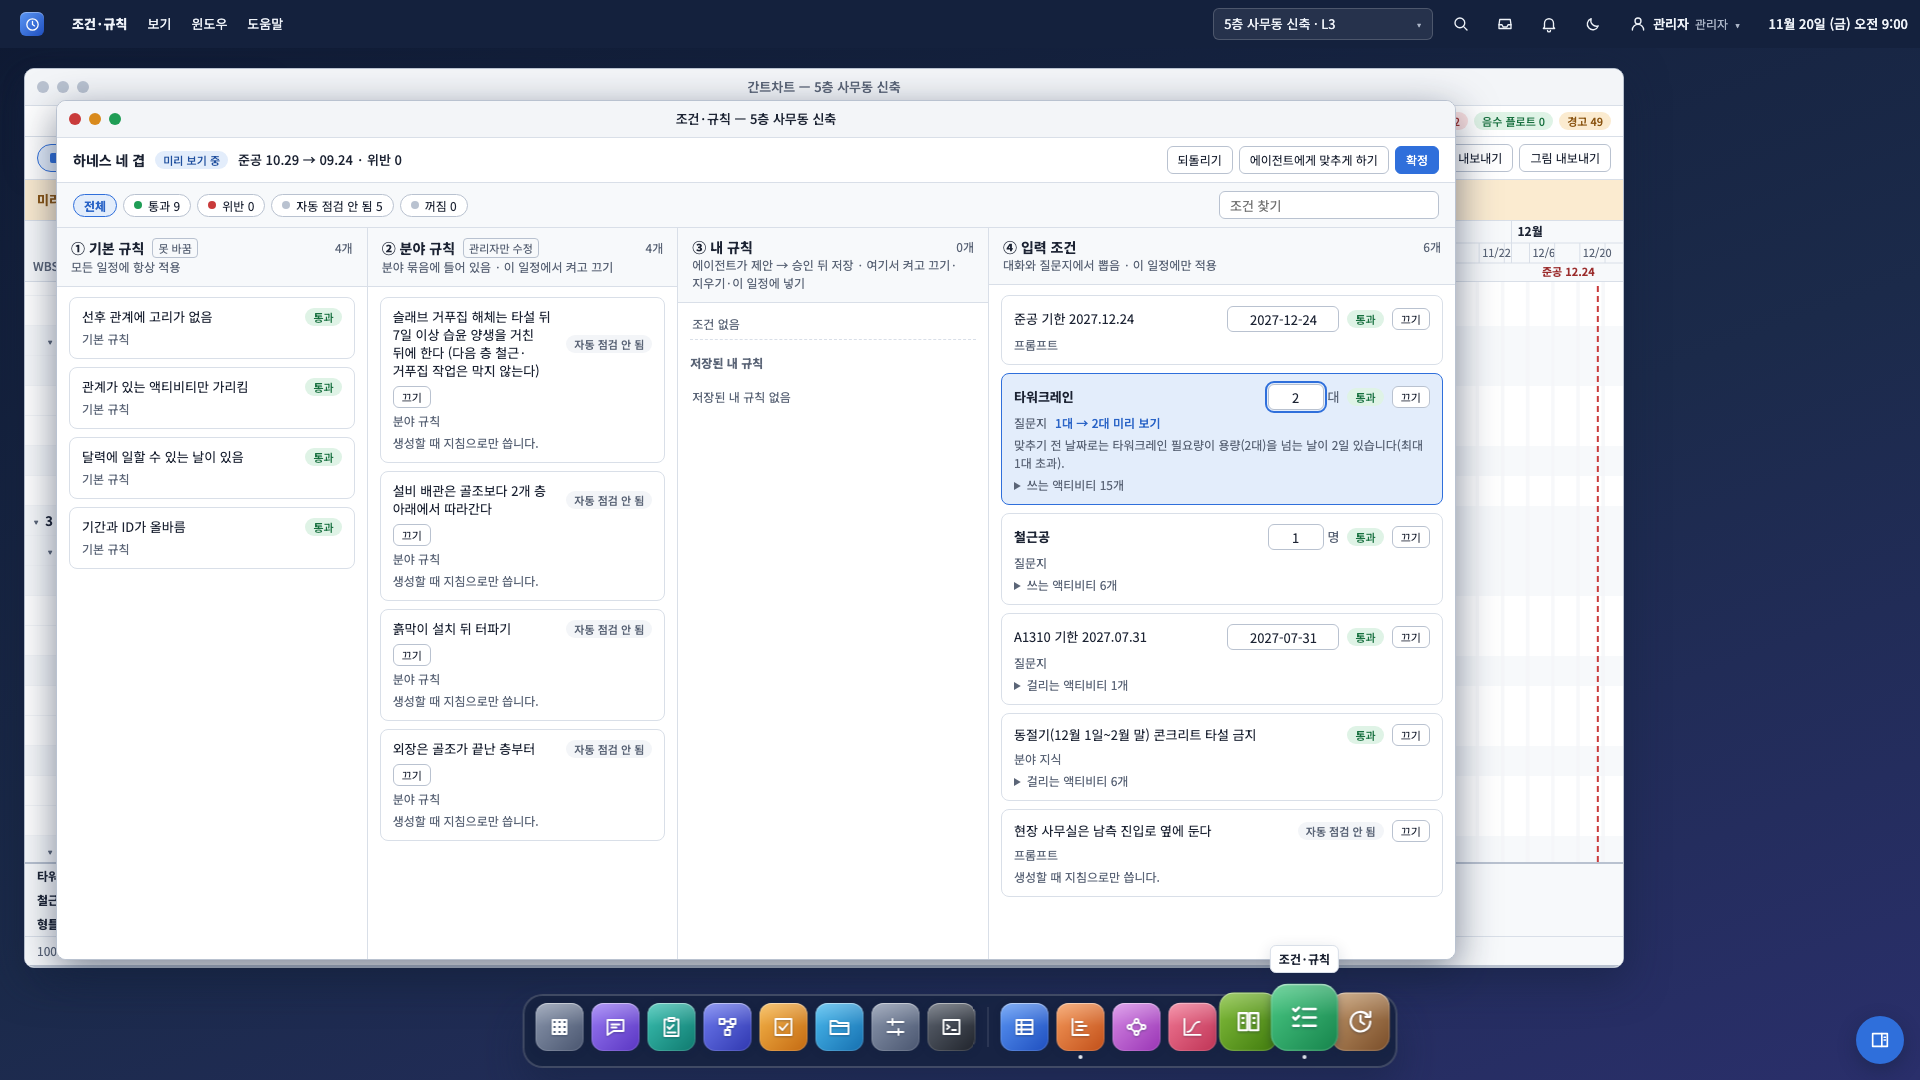 조건·규칙
보기
윈도우
도움말
5층 사무동 신축 · L3
관리자 관리자
11월 20일 (금) 오전 9:00
간트차트 — 5층 사무동 신축
조건·규칙 — 5층 사무동 신축
음수 플로트 0
경고 49
하네스 네 겹 미리 보기 중 준공 10.29 → 09.24 · 위반 0
되돌리기
에이전트에게 맞추게 하기
확정
내보내기
그림 내보내기
전체
통과 9
위반 0
자동 점검 안 됨 5
꺼짐 0
조건 찾기
① 기본 규칙 못 바꿈 4개
모든 일정에 항상 적용
선후 관계에 고리가 없음 통과
기본 규칙
관계가 있는 액티비티만 가리킴 통과
기본 규칙
달력에 일할 수 있는 날이 있음 통과
기본 규칙
기간과 ID가 올바름 통과
기본 규칙
② 분야 규칙 관리자만 수정 4개
분야 묶음에 들어 있음 · 이 일정에서 켜고 끄기
슬래브 거푸집 해체는 타설 뒤
7일 이상 습윤 양생을 거친
뒤에 한다 (다음 층 철근·
거푸집 작업은 막지 않는다)
자동 점검 안 됨
끄기
분야 규칙
생성할 때 지침으로만 씁니다.
설비 배관은 골조보다 2개 층
아래에서 따라간다
자동 점검 안 됨
끄기
분야 규칙
생성할 때 지침으로만 씁니다.
흙막이 설치 뒤 터파기 자동 점검 안 됨
끄기
분야 규칙
생성할 때 지침으로만 씁니다.
외장은 골조가 끝난 층부터 자동 점검 안 됨
끄기
분야 규칙
생성할 때 지침으로만 씁니다.
③ 내 규칙 0개
에이전트가 제안 → 승인 뒤 저장 · 여기서 켜고 끄기·
지우기·이 일정에 넣기
조건 없음
저장된 내 규칙
저장된 내 규칙 없음
④ 입력 조건 6개
대화와 질문지에서 뽑음 · 이 일정에만 적용
준공 기한 2027.12.24 2027-12-24 통과 끄기
프롬프트
타워크레인 2 대 통과 끄기
질문지 1대 → 2대 미리 보기
맞추기 전 날짜로는 타워크레인 필요량이 용량(2대)을 넘는 날이 2일 있습니다(최대
1대 초과).
▶ 쓰는 액티비티 15개
철근공 1 명 통과 끄기
질문지
▶ 쓰는 액티비티 6개
A1310 기한 2027.07.31 2027-07-31 통과 끄기
질문지
▶ 걸리는 액티비티 1개
동절기(12월 1일~2월 말) 콘크리트 타설 금지 통과 끄기
분야 지식
▶ 걸리는 액티비티 6개
현장 사무실은 남측 진입로 옆에 둔다 자동 점검 안 됨 끄기
프롬프트
생성할 때 지침으로만 씁니다.
12월
11/22 12/6 12/20
준공 12.24
3
조건·규칙